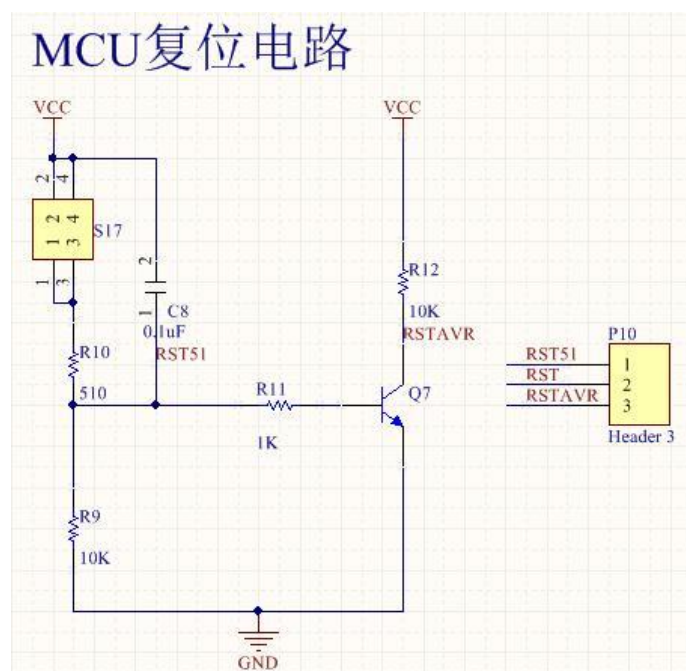 MCU复位电路
VCC
VCC
2
4
2
4
1
3
S17
1
3
2
1
C8
0.1uF
RST51
R10
510
R12
10K
RSTAVR
R11
1K
Q7
P10
RST51
1
RST
2
RSTAVR
3
Header 3
R9
10K
GND